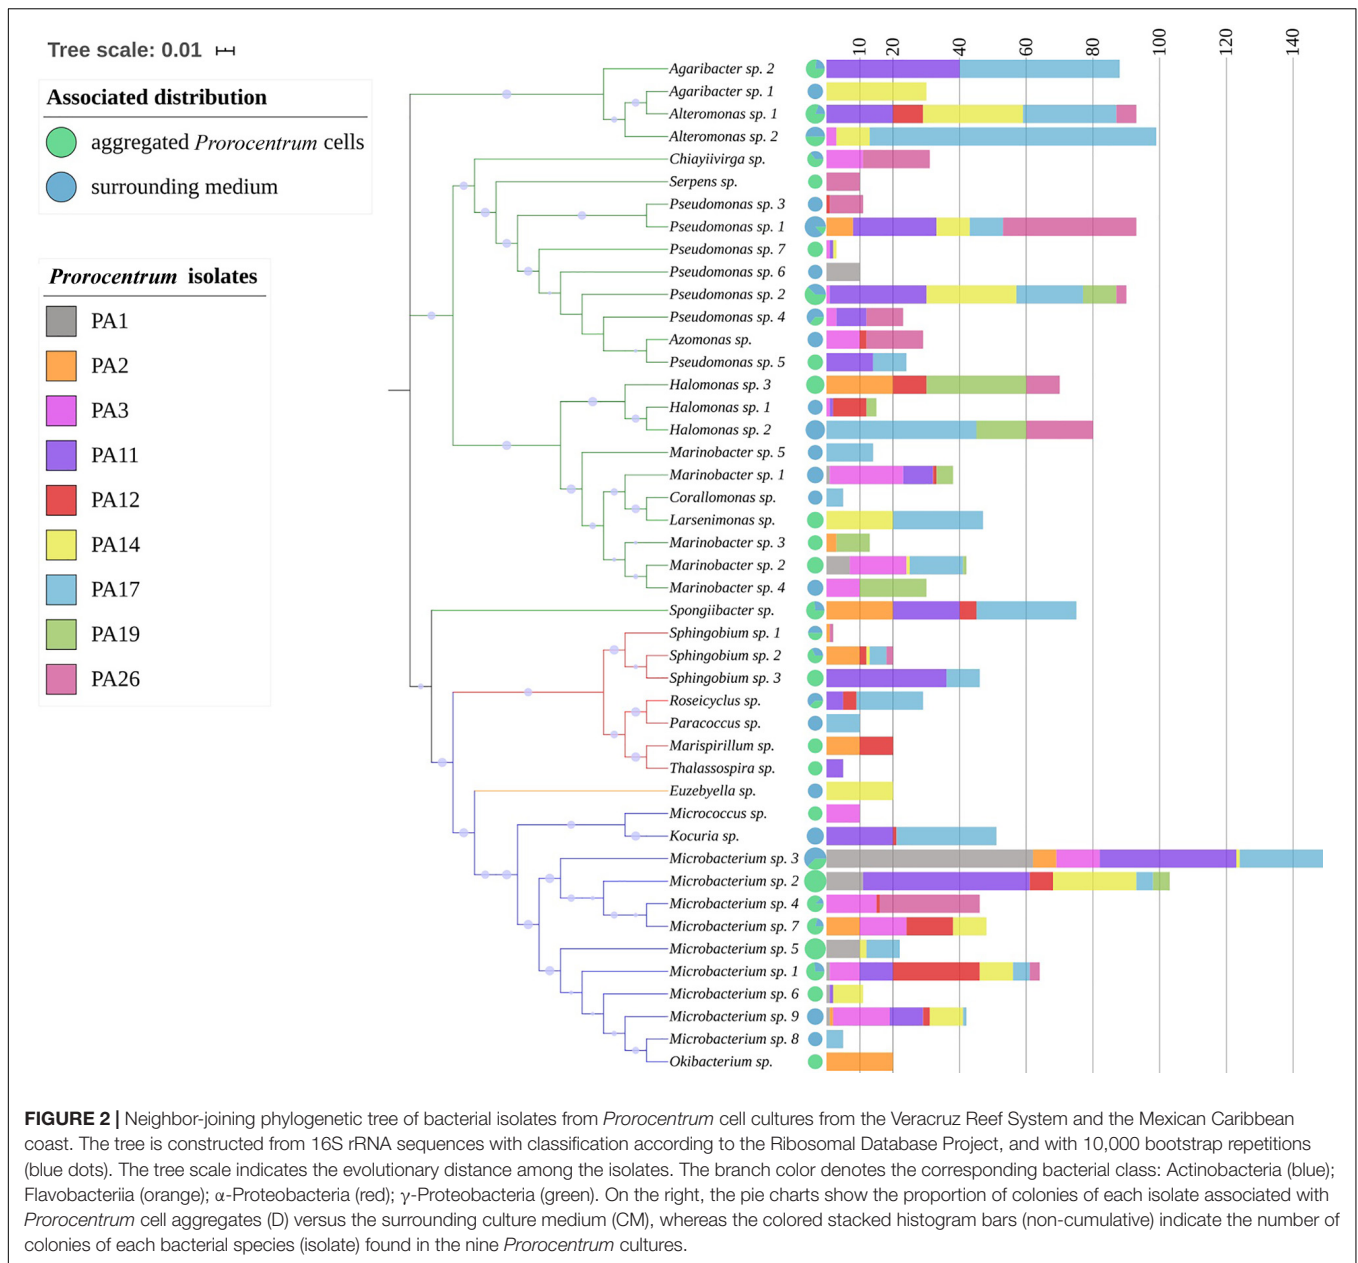 Tree scale: 0.01
Associated distribution
aggregated Prorocentrum cells
surrounding medium
Prorocentrum isolates
PA1
PA2
PA3
PA11
PA12
PA14
PA17
PA19
PA26
10 20 40 60 80 100 120 140
Agaribacter sp. 2
Agaribacter sp. 1
Alteromonas sp. 1
Alteromonas sp. 2
Chiayiivirga sp.
Serpens sp.
Pseudomonas sp. 3
Pseudomonas sp. 1
Pseudomonas sp. 7
Pseudomonas sp. 6
Pseudomonas sp. 2
Pseudomonas sp. 4
Azomonas sp.
Pseudomonas sp. 5
Halomonas sp. 3
Halomonas sp. 1
Halomonas sp. 2
Marinobacter sp. 5
Marinobacter sp. 1
Corallomonas sp.
Larsenimonas sp.
Marinobacter sp. 3
Marinobacter sp. 2
Marinobacter sp. 4
Spongiibacter sp.
Sphingobium sp. 1
Sphingobium sp. 2
Sphingobium sp. 3
Roseicyclus sp.
Paracoccus sp.
Marispirillum sp.
Thalassospira sp.
Euzebyella sp.
Micrococcus sp.
Kocuria sp.
Microbacterium sp. 3
Microbacterium sp. 2
Microbacterium sp. 4
Microbacterium sp. 7
Microbacterium sp. 5
Microbacterium sp. 1
Microbacterium sp. 6
Microbacterium sp. 9
Microbacterium sp. 8
Okibacterium sp.
FIGURE 2 | Neighbor-joining phylogenetic tree of bacterial isolates from Prorocentrum cell cultures from the Veracruz Reef System and the Mexican Caribbean
coast. The tree is constructed from 16S rRNA sequences with classification according to the Ribosomal Database Project, and with 10,000 bootstrap repetitions
(blue dots). The tree scale indicates the evolutionary distance among the isolates. The branch color denotes the corresponding bacterial class: Actinobacteria (blue);
Flavobacteriia (orange); α-Proteobacteria (red); γ-Proteobacteria (green). On the right, the pie charts show the proportion of colonies of each isolate associated with
Prorocentrum cell aggregates (D) versus the surrounding culture medium (CM), whereas the colored stacked histogram bars (non-cumulative) indicate the number of
colonies of each bacterial species (isolate) found in the nine Prorocentrum cultures.